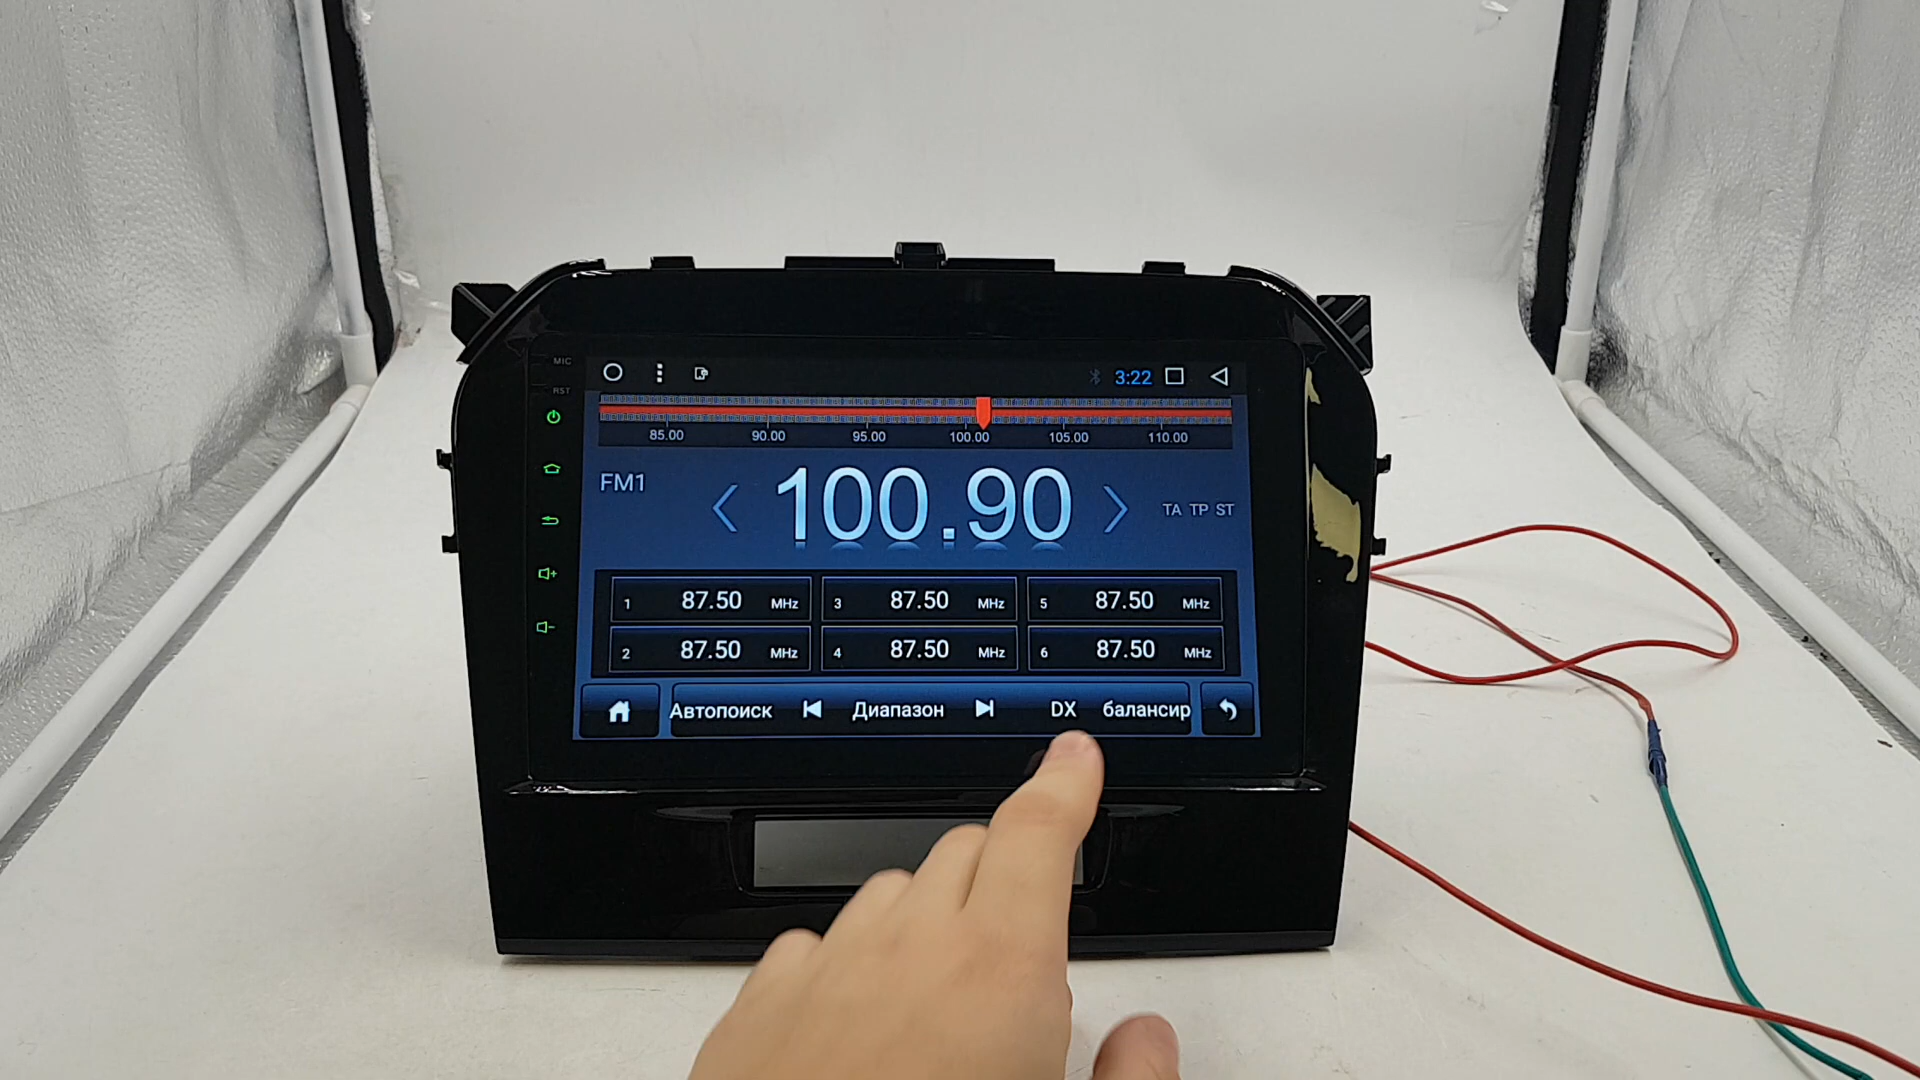 MIC
3:22
RST
85.00 90.00 95.00 100.00 105.00 110.00
FM1
100.90
TA TP ST
1 87.50 MHz 3 87.50 MHz 5 87.50 MHz
2 87.50 MHz 4 87.50 MHz 6 87.50 MHz
Автопоиск Диапазон DX балансир